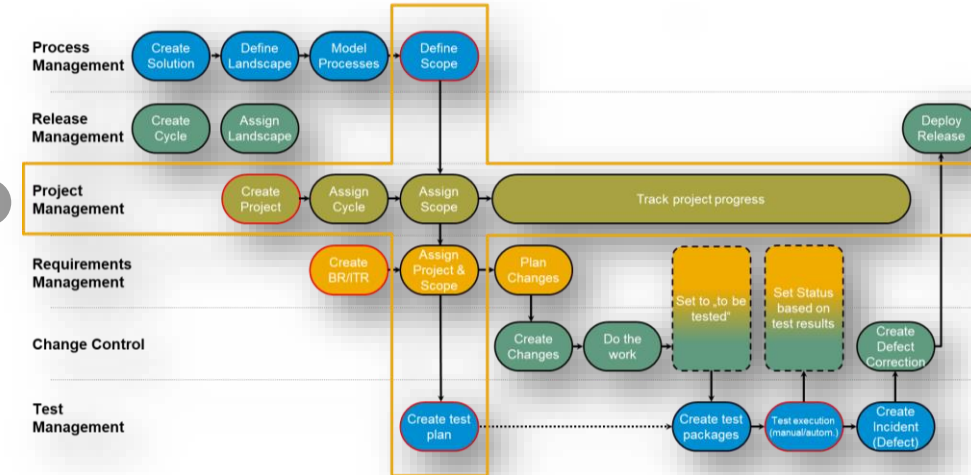 Process
Management
Create
Solution
Define
Landscape
Model
Processes
Define
Scope
Release
Management
Create
Cycle
Assign
Landscape
Deploy
Release
Project
Management
Create
Project
Assign
Cycle
Assign
Scope
Track project progress
Requirements
Management
Create
BR/ITR
Assign
Project &
Scope
Plan
Changes
Set to „to be
tested“
Set Status
based on
test results
Change Control
Create
Changes
Do the
work
Create
Defect
Correction
Test
Management
Create test
plan
Create test
packages
Test execution
(manual/autom.)
Create
Incident
(Defect)